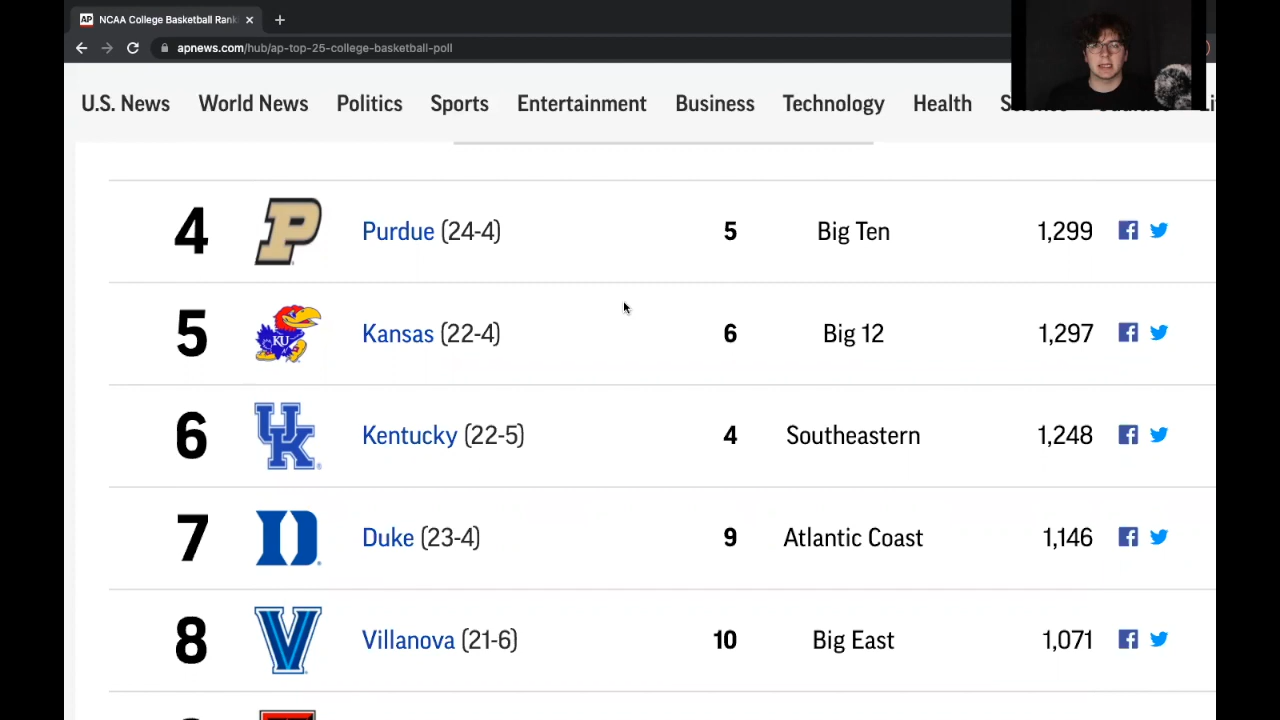 AP NCAA College Basketball Rank
apnews.com/hub/ap-top-25-college-basketball-poll
U.S. News World News Politics Sports Entertainment Business Technology Health
4 P Purdue (24-4) 5 Big Ten 1,299
5 KU Kansas (22-4) 6 Big 12 1,297
6 UK Kentucky (22-5) 4 Southeastern 1,248
7 D Duke (23-4) 9 Atlantic Coast 1,146
8 V Villanova (21-6) 10 Big East 1,071